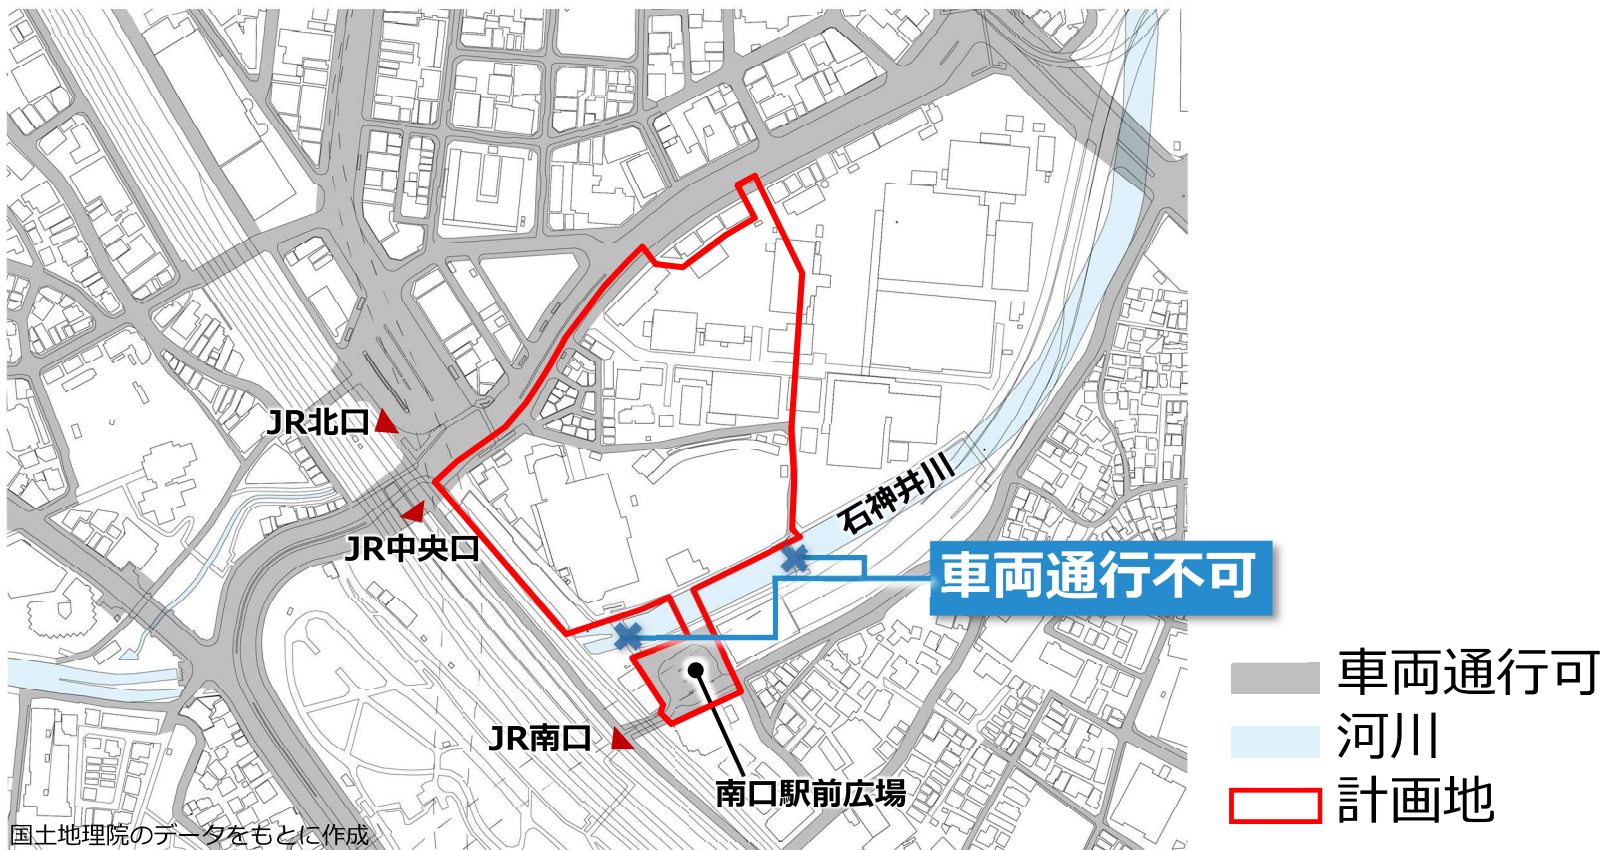 JR北口
JR中央口
石神井川
車両通行不可
JR南口
南口駅前広場
車両通行可
河川
計画地
国土地理院のデータをもとに作成